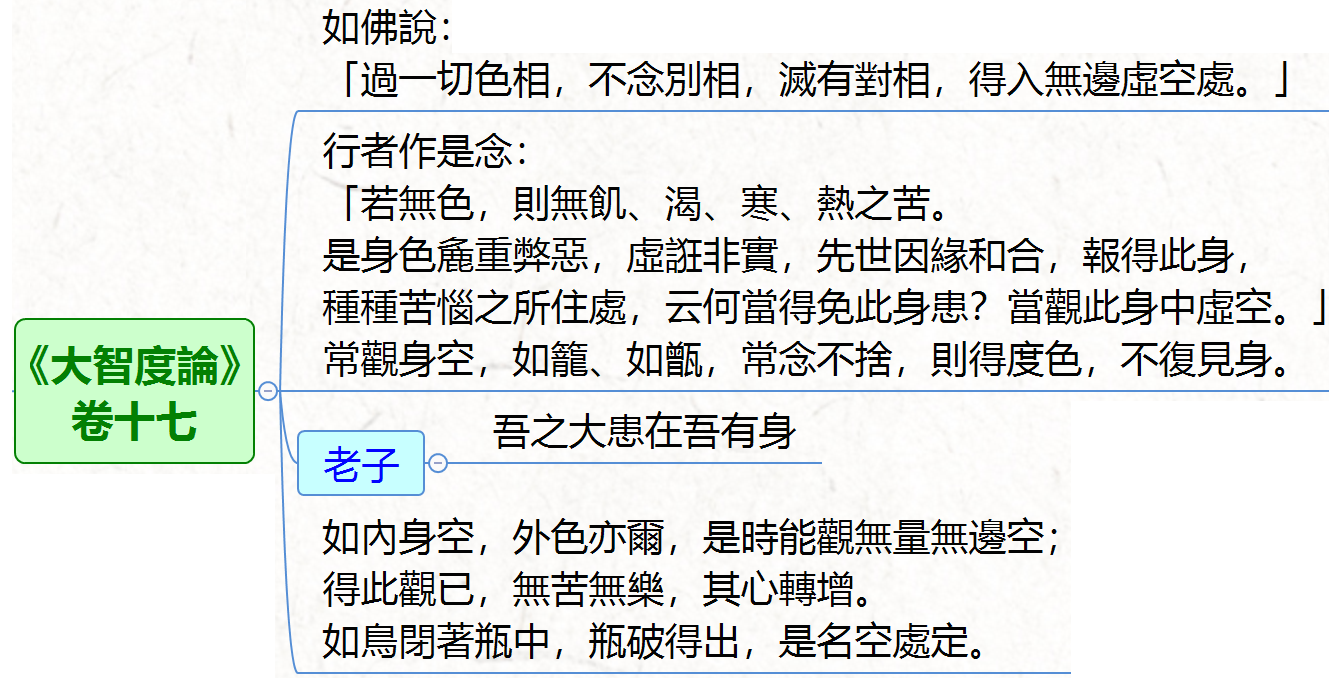 如佛說：
「過一切色相，不念別相，滅有對相，得入無邊虛空處。」
行者作是念：
「若無色，則無飢、渴、寒、熱之苦。
是身色麁重弊惡，虛誑非實，先世因緣和合，報得此身，
種種苦惱之所住處，云何當得免此身患？當觀此身中虛空。」
常觀身空，如籠、如甑，常念不捨，則得度色，不復見身。
《大智度論》
卷十七
老子
吾之大患在吾有身
如內身空，外色亦爾，是時能觀無量無邊空；
得此觀已，無苦無樂，其心轉增。
如鳥閉著瓶中，瓶破得出，是名空處定。